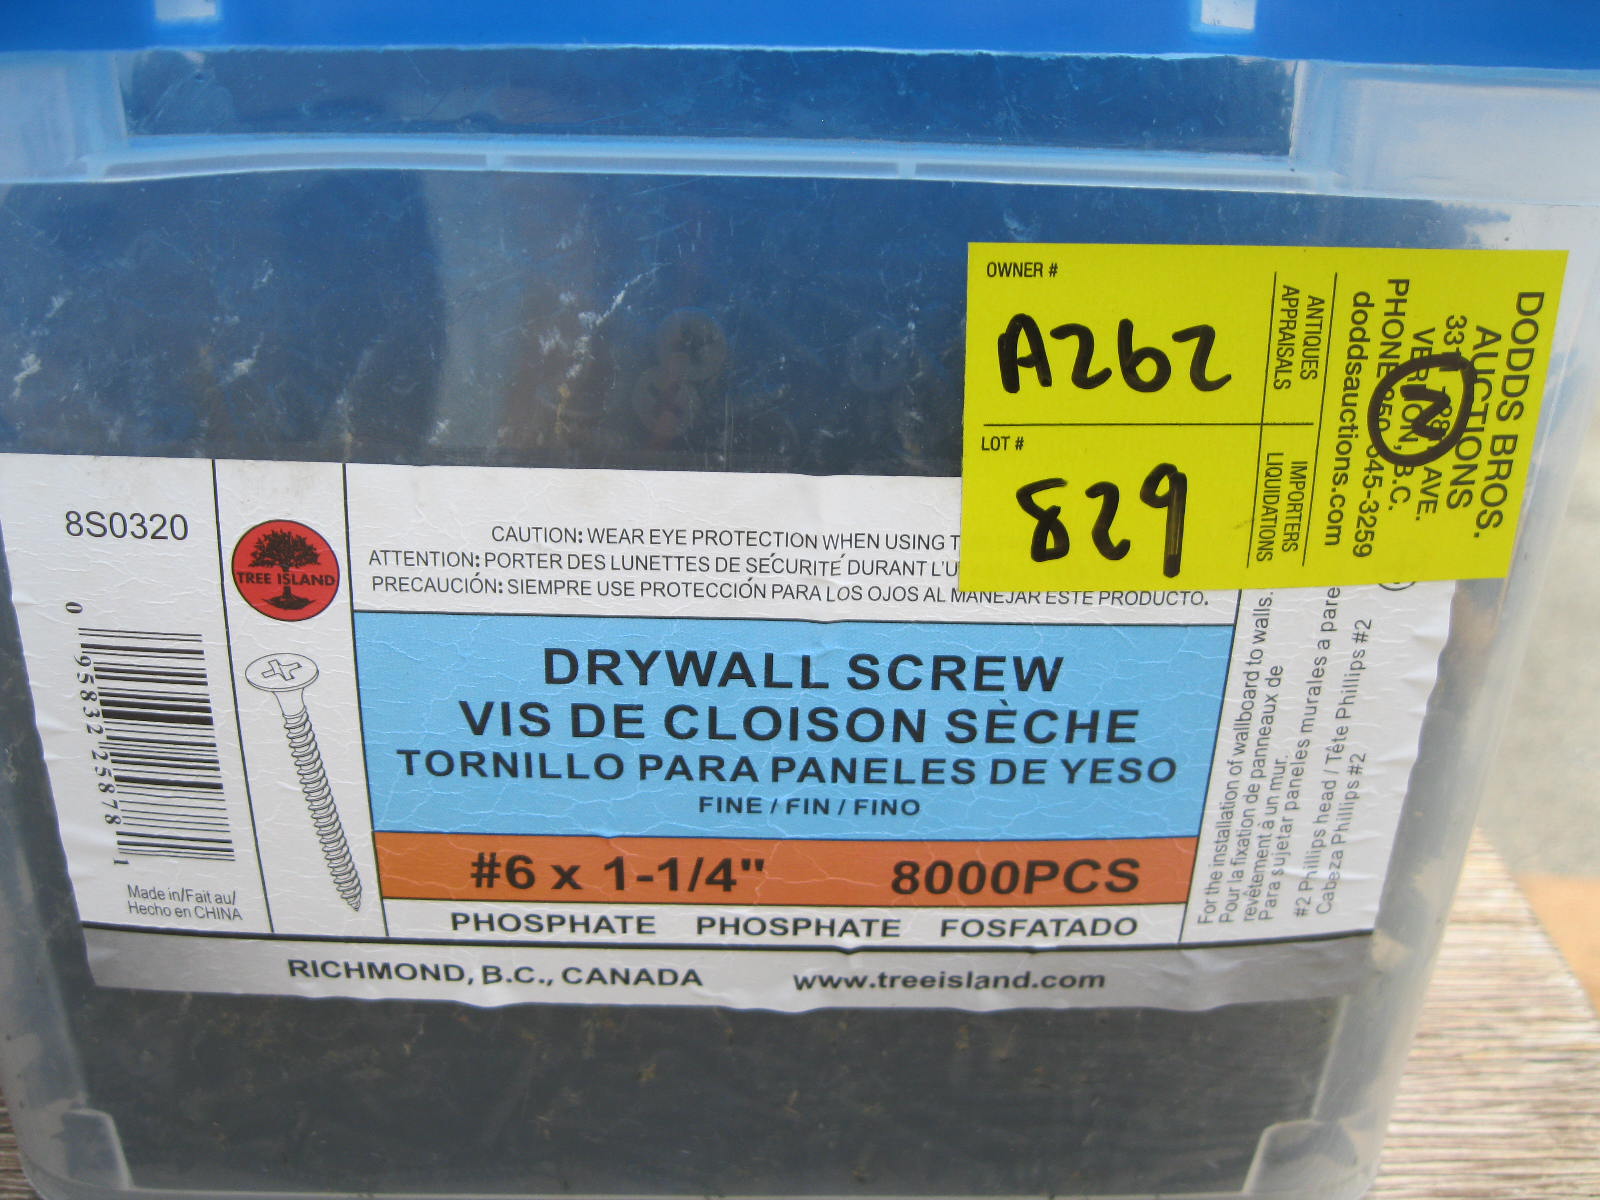 OWNER #
A262
LOT #
829
ANTIQUES
APPRAISALS
IMPORTERS
LIQUIDATIONS
DODDS BROS.
AUCTIONS
AVE.
B.C.
PHONE 545-3259
doddsauctions.com
N
8S0320
TREE ISLAND
CAUTION: WEAR EYE PROTECTION WHEN USING
ATTENTION: PORTER DES LUNETTES DE SÉCURITÉ DURANT L'U
PRECAUCIÓN: SIEMPRE USE PROTECCIÓN PARA LOS OJOS AL MANEJAR ESTE PRODUCTO.
DRYWALL SCREW
VIS DE CLOISON SÈCHE
TORNILLO PARA PANELES DE YESO
FINE / FIN / FINO
#6 x 1-1/4" 8000PCS
PHOSPHATE PHOSPHATE FOSFATADO
0 95832 25878 1
Made in/Fait au/
Hecho en CHINA
For the installation of wallboard to walls.
Pour la fixation de panneaux de
revêtement à un mur.
Para sujetar paneles murales a pare
#2 Phillips head / Tête Phillips #2
Cabeza Phillips #2
RICHMOND, B.C., CANADA www.treeisland.com